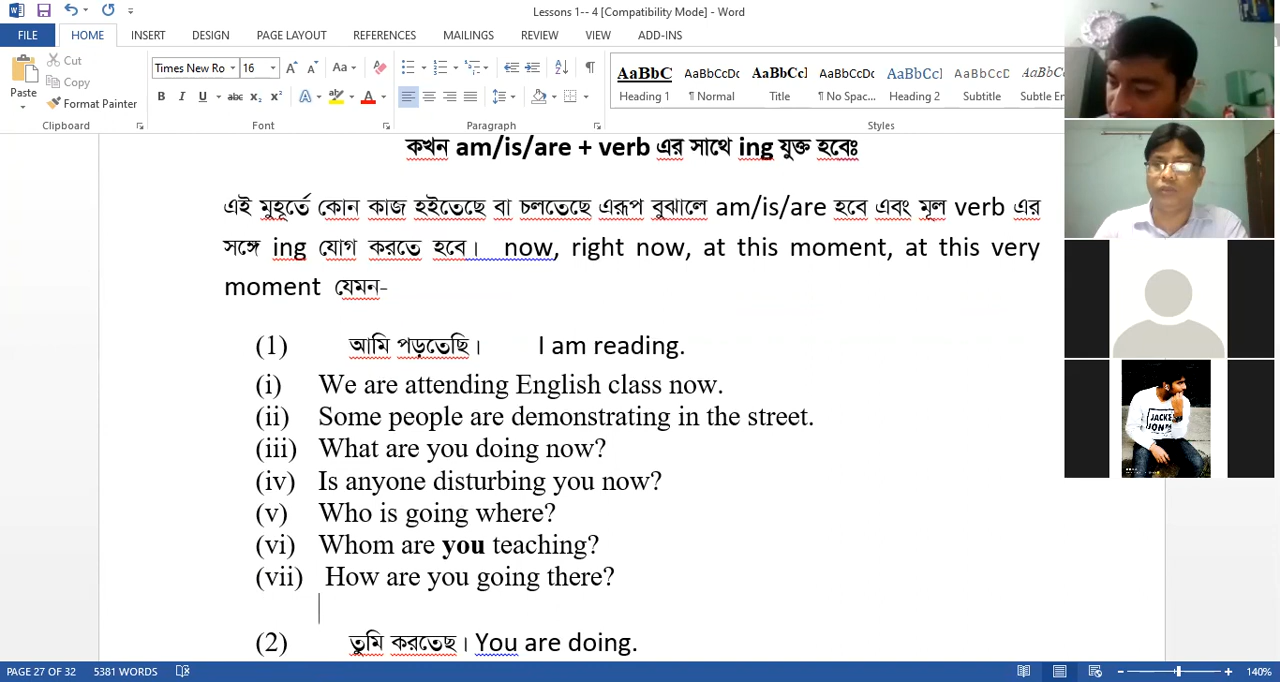 Lessons 1-- 4 [Compatibility Mode] - Word
FILE HOME INSERT DESIGN PAGE LAYOUT REFERENCES MAILINGS REVIEW VIEW ADD-INS
Paste Cut Copy Format Painter
Times New Ro 16 Aa
AaBbC AaBbCcDc AaBbCcI AaBbCcDc AaBbCcI AaBbCcD AaBbCc
Heading 1 ¶ Normal Title ¶ No Spac... Heading 2 Subtitle Subtle En
Clipboard Font Paragraph Styles
কখন am/is/are + verb এর সাথে ing যুক্ত হবেঃ
এই মুহূর্তে কোন কাজ হইতেছে বা চলতেছে এরূপ বুঝালে am/is/are হবে এবং মূল verb এর
সঙ্গে ing যোগ করতে হবে। now, right now, at this moment, at this very
moment যেমন-
(1) আমি পড়তেছি। I am reading.
(i) We are attending English class now.
(ii) Some people are demonstrating in the street.
(iii) What are you doing now?
(iv) Is anyone disturbing you now?
(v) Who is going where?
(vi) Whom are you teaching?
(vii) How are you going there?
(2) তুমি করতেছ। You are doing.
PAGE 27 OF 32 5381 WORDS 140%